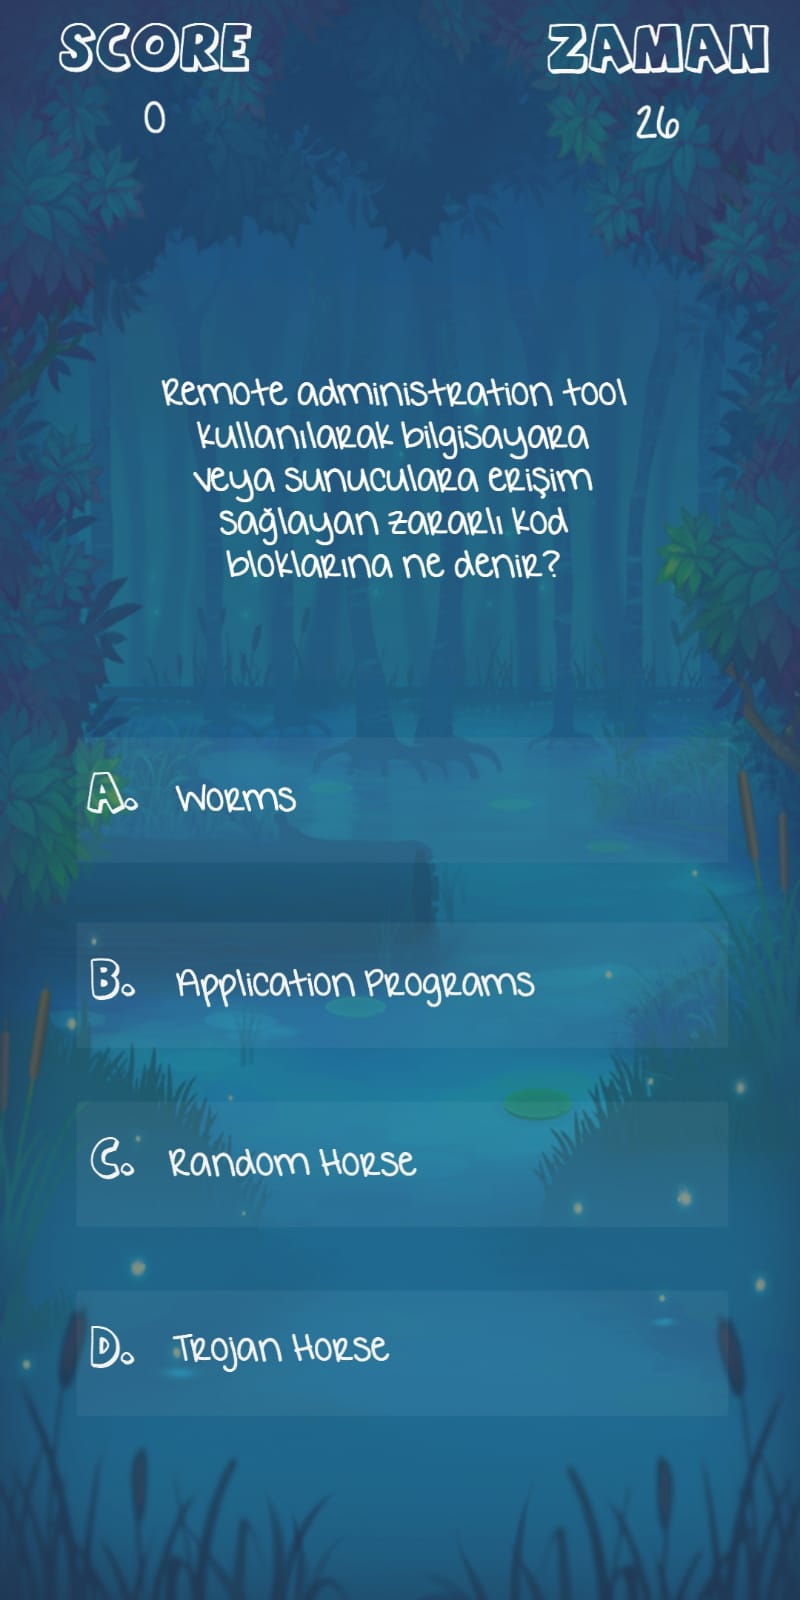 SCORE
ZAMAN
0
26
Remote administration tool
kullanılarak bilgisayara
veya sunuculara erişim
sağlayan zararlı kod
bloklarına ne denir?
A. Worms
B. Application Programs
C. Random Horse
D. Trojan Horse